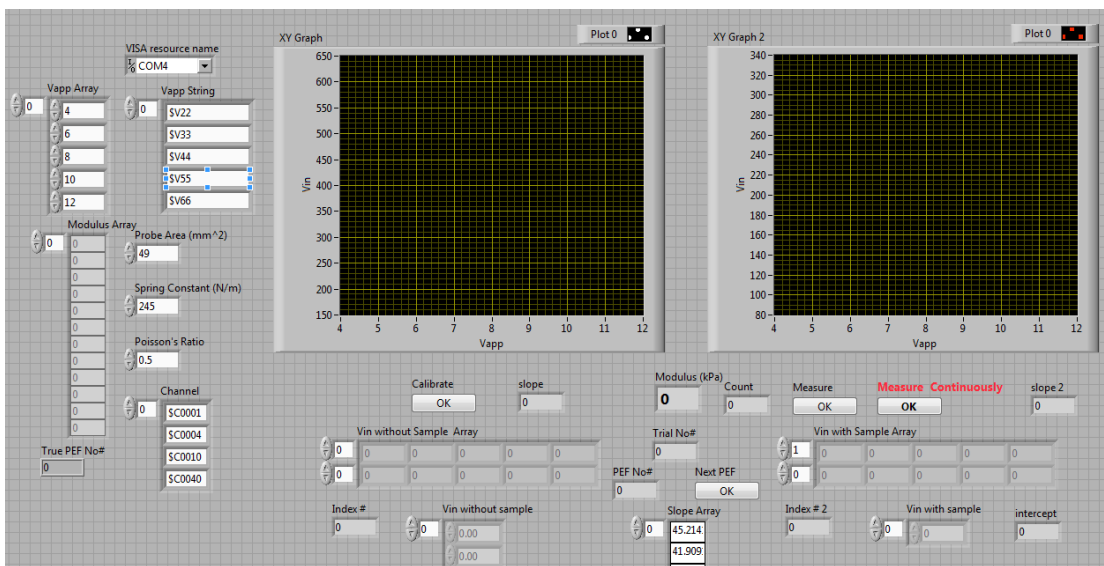 VISA resource name
COM4
Vapp Array
0
4
6
8
10
12
Vapp String
0
$V22
$V33
$V44
$V55
$V66
Modulus Array
0
0
0
0
0
0
0
0
0
0
0
0
0
Probe Area (mm^2)
49
Spring Constant (N/m)
245
Poisson's Ratio
0.5
Channel
0
$C0001
$C0004
$C0010
$C0040
True PEF No#
0
XY Graph
Plot 0
Vin
650
600
550
500
450
400
350
300
250
200
150
4 5 6 7 8 9 10 11 12
Vapp
XY Graph 2
Plot 0
Vin
340
320
300
280
260
240
220
200
180
160
140
120
100
80
4 5 6 7 8 9 10 11 12
Vapp
Calibrate
OK
slope
0
Modulus (kPa)
0
Count
0
Measure
OK
Measure Continuously
OK
slope 2
0
Vin without Sample Array
0 0 0 0 0 0
0 0 0 0 0 0
Trial No#
0
PEF No#
0
Next PEF
OK
Vin with Sample Array
1 0 0 0 0 0
0 0 0 0 0 0
Index #
0
Vin without sample
0 0.00
0.00
Slope Array
0
45.214
41.909
Index # 2
0
Vin with sample
0 0
intercept
0